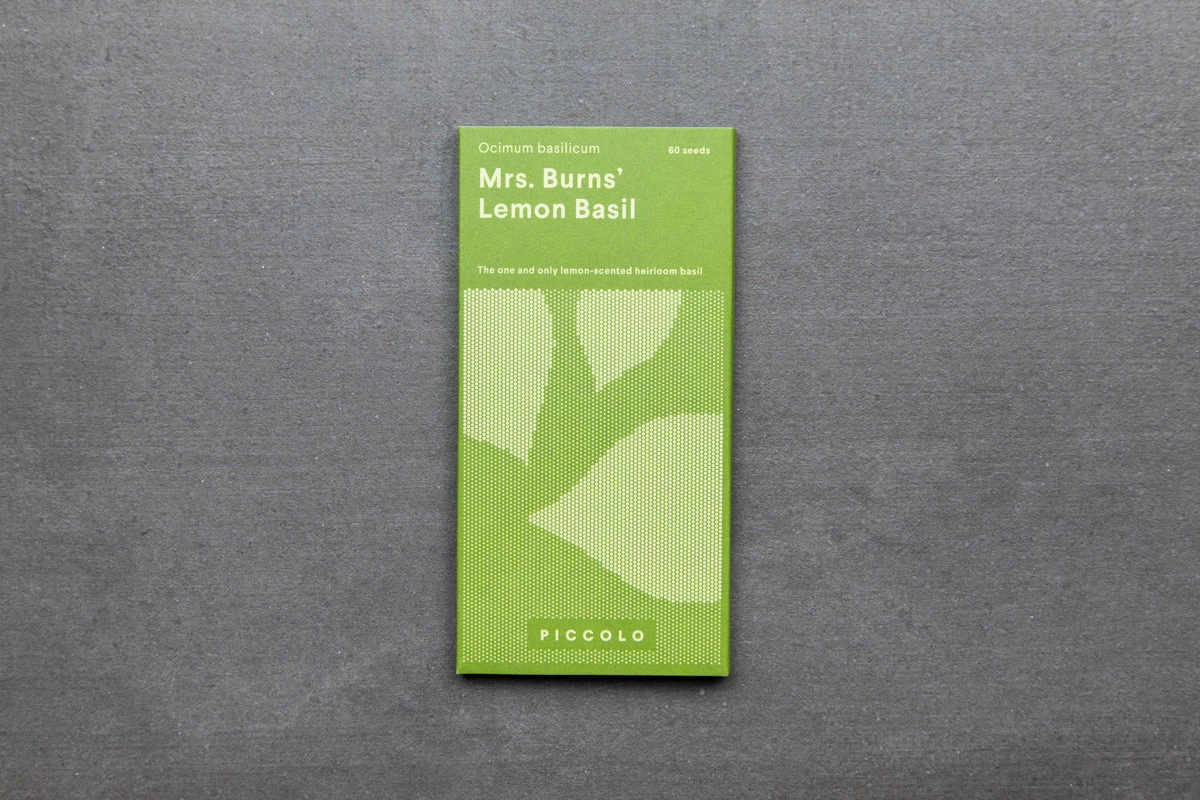 Ocimum basilicum
60 seeds
Mrs. Burns’
Lemon Basil
The one and only lemon-scented heirloom basil
PICCOLO